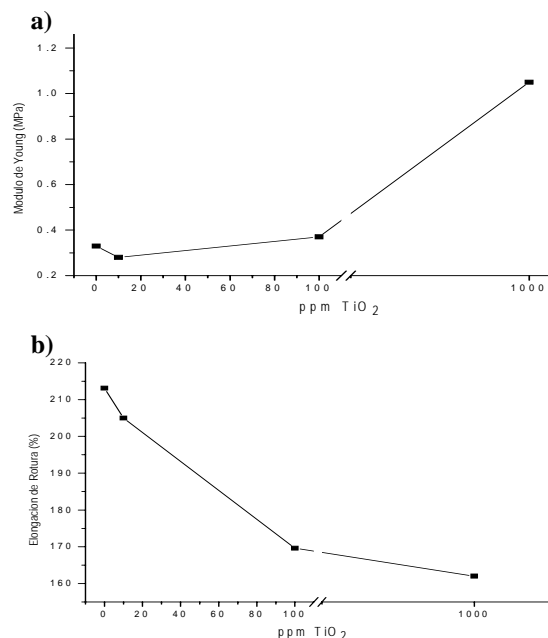 a)
1.2
1.0
0.8
0.6
0.4
0.2
Modulo de Young (MPa)
0 20 40 60 80 100 1000
ppm TiO2
b)
220
210
200
190
180
170
160
Elongacion de Rotura (%)
0 20 40 60 80 100 1000
ppm TiO2